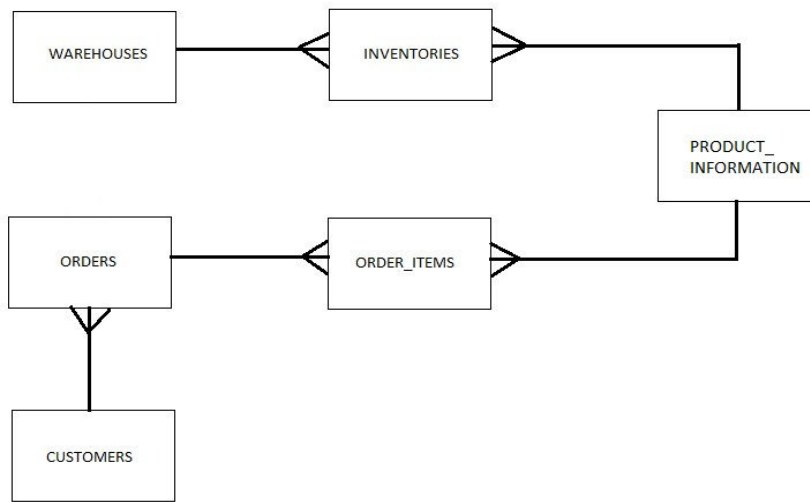 WAREHOUSES
INVENTORIES
PRODUCT_
INFORMATION
ORDERS
ORDER_ITEMS
CUSTOMERS